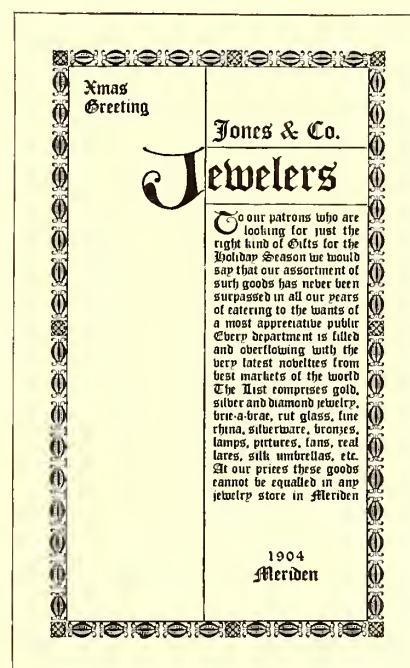 Xmas
Greeting
Jones & Co.
Jewelers
To our patrons who are
looking for just the
right kind of Gifts for the
Holiday Season we would
say that our assortment of
such goods has never been
surpassed in all our years
of catering to the wants of
a most appreciative public
Every department is filled
and overflowing with the
very latest novelties from
best markets of the world
The List comprises gold,
silver and diamond jewelry,
bric-a-brac, cut glass, fine
china, silverware, bronzes,
lamps, pictures, fans, real
laces, silk umbrellas, etc.
At our prices these goods
cannot be equalled in any
jewelry store in Meriden
1904
Meriden